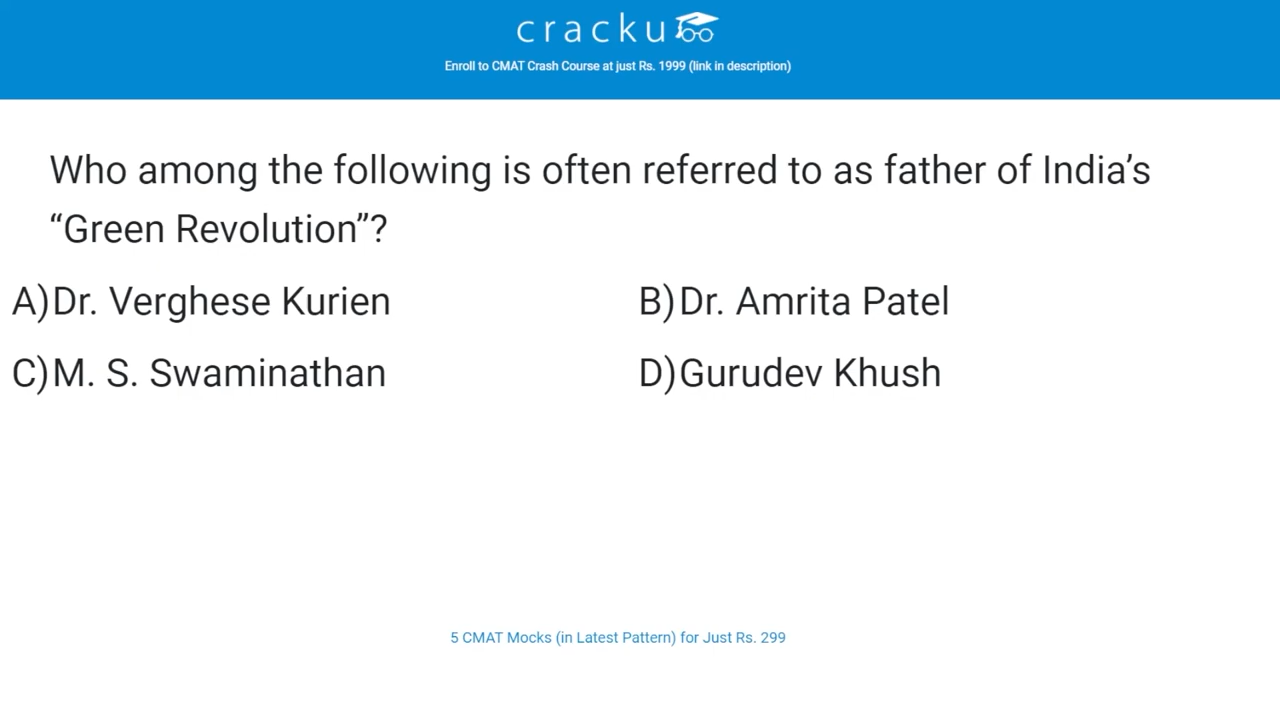 cracku
Enroll to CMAT Crash Course at just Rs. 1999 (link in description)
Who among the following is often referred to as father of India’s
“Green Revolution”?
A)Dr. Verghese Kurien
B)Dr. Amrita Patel
C)M. S. Swaminathan
D)Gurudev Khush
5 CMAT Mocks (in Latest Pattern) for Just Rs. 299